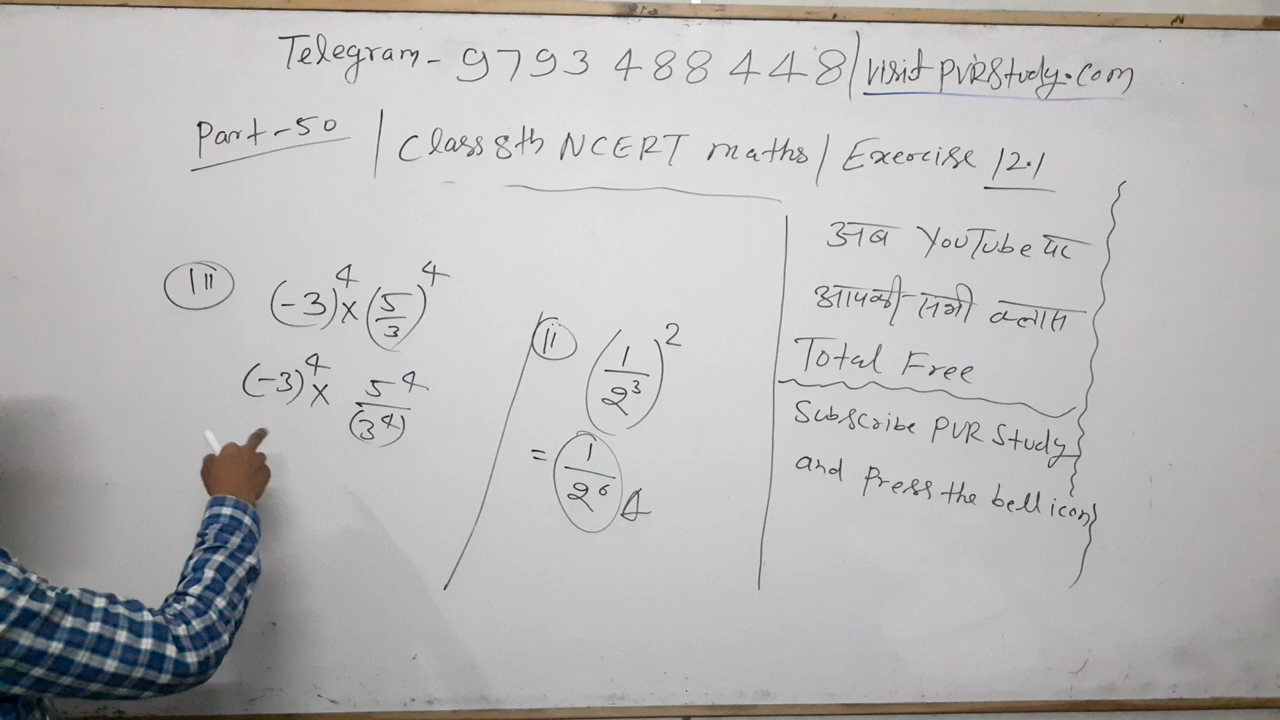 Telegram - 9793 488 448 | visit PVRStudy.com
Part-50 | Class 8th NCERT maths | Exercise 12.1
(iii) (-3)⁴ × (5/3)⁴
(-3)⁴ × 5⁴/(3⁴)
(ii) (1/2³)²
= 1/2⁶
अब YouTube पर
आपकी सभी क्लास
Total Free
Subscribe PVR Study
and Press the bell icon